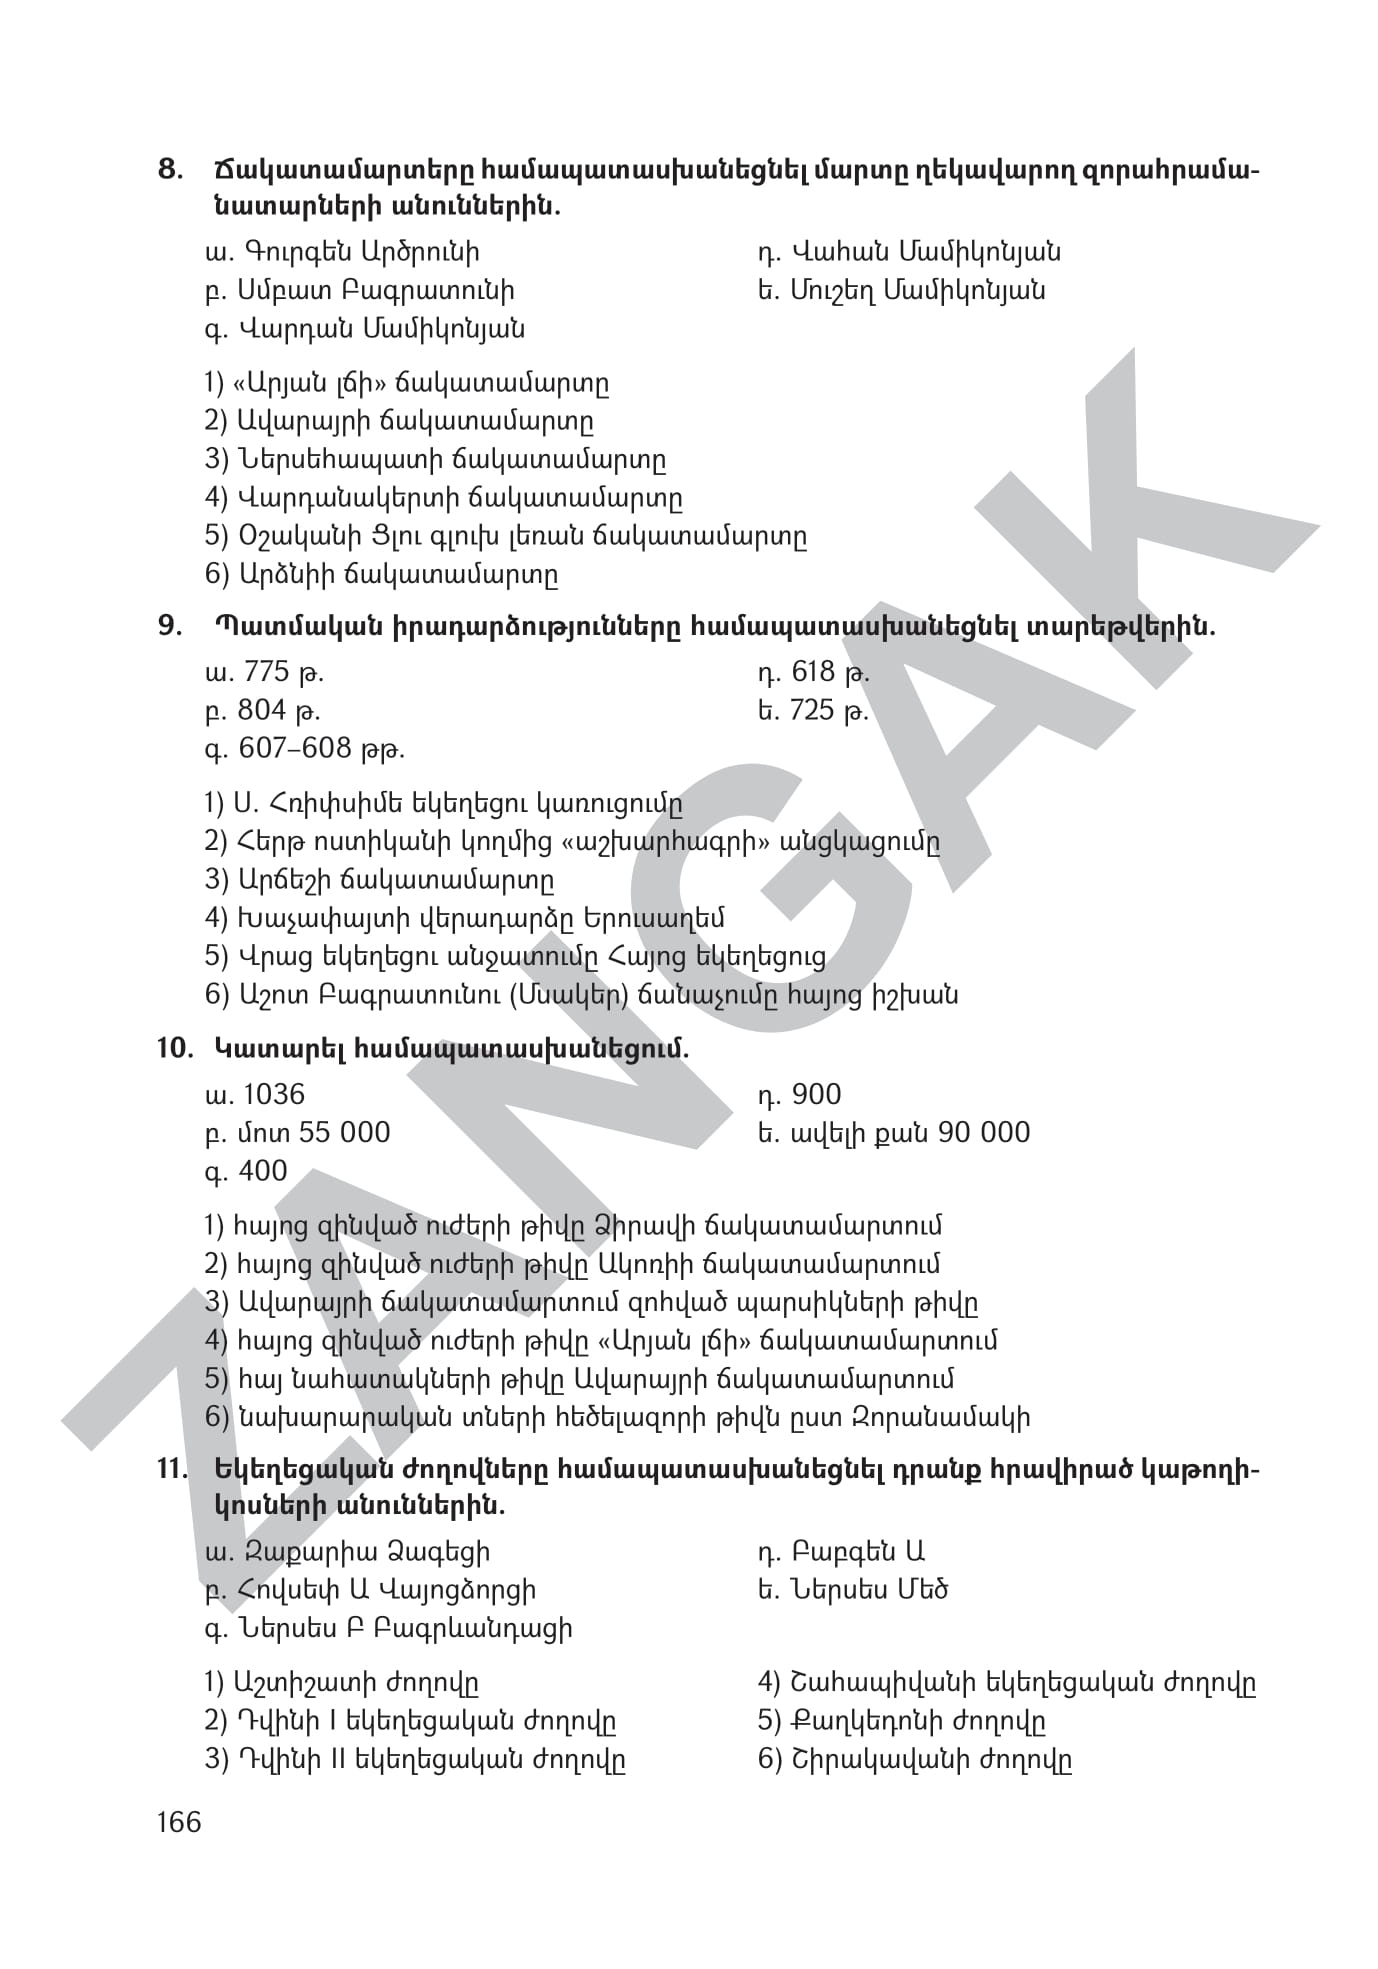 8. Ճակատամարտերը համապատասխանեցնել մարտը ղեկավարող զորահրամա-
նատարների անուններին.
ա. Գուրգեն Արծրունի
դ. Վահան Մամիկոնյան
բ. Սմբատ Բագրատունի
ե. Մուշեղ Մամիկոնյան
գ. Վարդան Մամիկոնյան
1) «Արյան լճի» ճակատամարտը
2) Ավարայրի ճակատամարտը
3) Ներսեհապատի ճակատամարտը
4) Վարդանակերտի ճակատամարտը
5) Օշականի Ցլու գլուխ լեռան ճակատամարտը
6) Արձնիի ճակատամարտը
9. Պատմական իրադարձությունները համապատասխանեցնել տարեթվերին.
ա. 775 թ.
դ. 618 թ.
բ. 804 թ.
ե. 725 թ.
գ. 607–608 թթ.
1) Ս. Հռիփսիմե եկեղեցու կառուցումը
2) Հերթ ոստիկանի կողմից «աշխարհագրի» անցկացումը
3) Արճեշի ճակատամարտը
4) Խաչափայտի վերադարձը Երուսաղեմ
5) Վրաց եկեղեցու անջատումը Հայոց եկեղեցուց
6) Աշոտ Բագրատունու (Մսակեր) ճանաչումը հայոց իշխան
10. Կատարել համապատասխանեցում.
ա. 1036
դ. 900
բ. մոտ 55 000
ե. ավելի քան 90 000
գ. 400
1) հայոց զինված ուժերի թիվը Ձիրավի ճակատամարտում
2) հայոց զինված ուժերի թիվը Ակոռիի ճակատամարտում
3) Ավարայրի ճակատամարտում զոհված պարսիկների թիվը
4) հայոց զինված ուժերի թիվը «Արյան լճի» ճակատամարտում
5) հայ նահատակների թիվը Ավարայրի ճակատամարտում
6) նախարարական տների հեծելազորի թիվն ըստ Զորանամակի
11. Եկեղեցական ժողովները համապատասխանեցնել դրանք հրավիրած կաթողի-
կոսների անուններին.
ա. Զաքարիա Ձագեցի
դ. Բաբգեն Ա
բ. Հովսեփ Ա Վայոցձորցի
ե. Ներսես Մեծ
գ. Ներսես Բ Բագրևանդացի
1) Աշտիշատի ժողովը
4) Շահապիվանի եկեղեցական ժողովը
2) Դվինի I եկեղեցական ժողովը
5) Քաղկեդոնի ժողովը
3) Դվինի II եկեղեցական ժողովը
6) Շիրակավանի ժողովը
166
ZANGAK